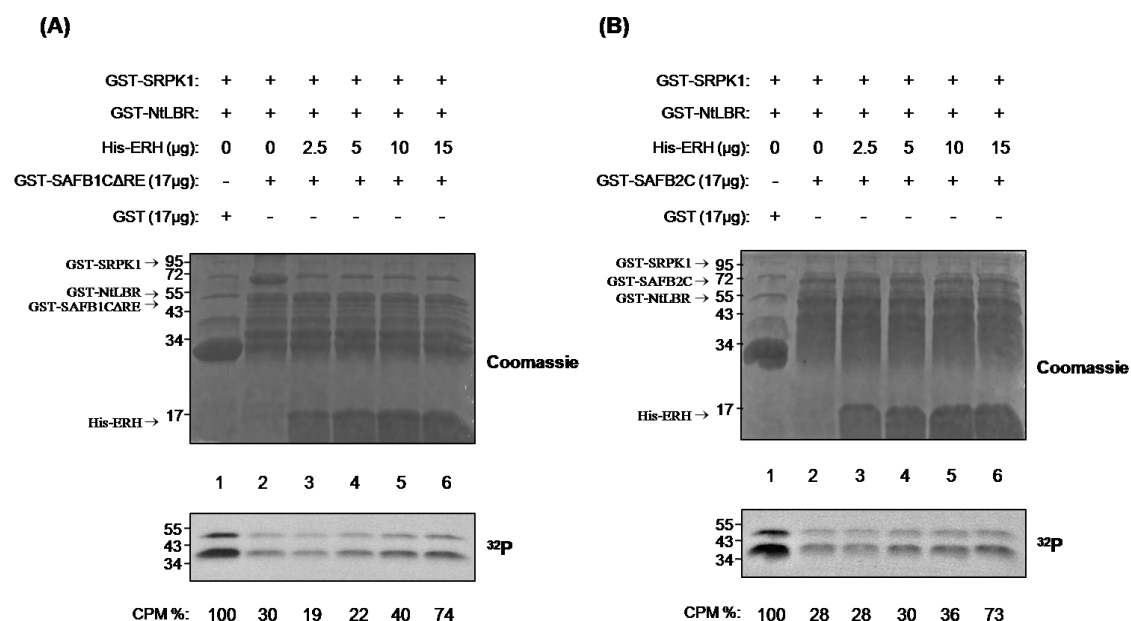 (A)
GST-SRPK1: + + + + + +
GST-NtLBR: + + + + + +
His-ERH (μg): 0 0 2.5 5 10 15
GST-SAFB1CΔRE (17μg): - + + + + +
GST (17μg): + - - - - -
GST-SRPK1 → 95
72
GST-NtLBR → 55
GST-SAFB1CΔRE → 43
34
Coomassie
17
His-ERH →
1 2 3 4 5 6
55
43
34
32P
CPM %: 100 30 19 22 40 74
(B)
GST-SRPK1: + + + + + +
GST-NtLBR: + + + + + +
His-ERH (μg): 0 0 2.5 5 10 15
GST-SAFB2C (17μg): - + + + + +
GST (17μg): + - - - - -
GST-SRPK1 → 95
GST-SAFB2C → 72
GST-NtLBR → 55
43
34
Coomassie
His-ERH → 17
1 2 3 4 5 6
55
43
34
32P
CPM %: 100 28 28 30 36 73